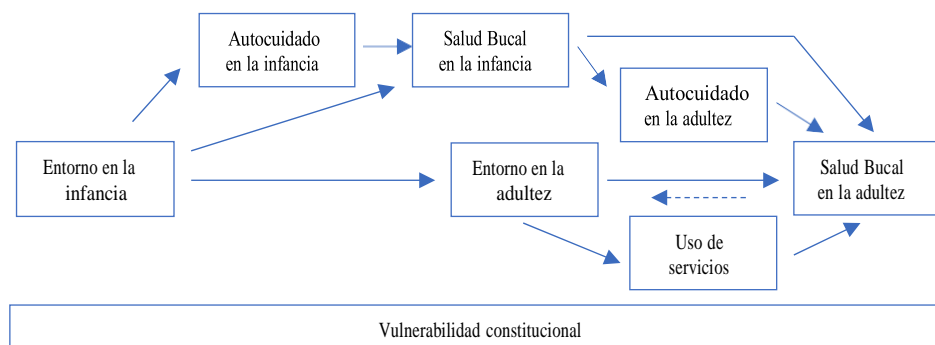 Autocuidado
en la infancia
Salud Bucal
en la infancia
Autocuidado
en la adultez
Entorno en la
infancia
Entorno en la
adultez
Salud Bucal
en la adultez
Uso de
servicios
Vulnerabilidad constitucional